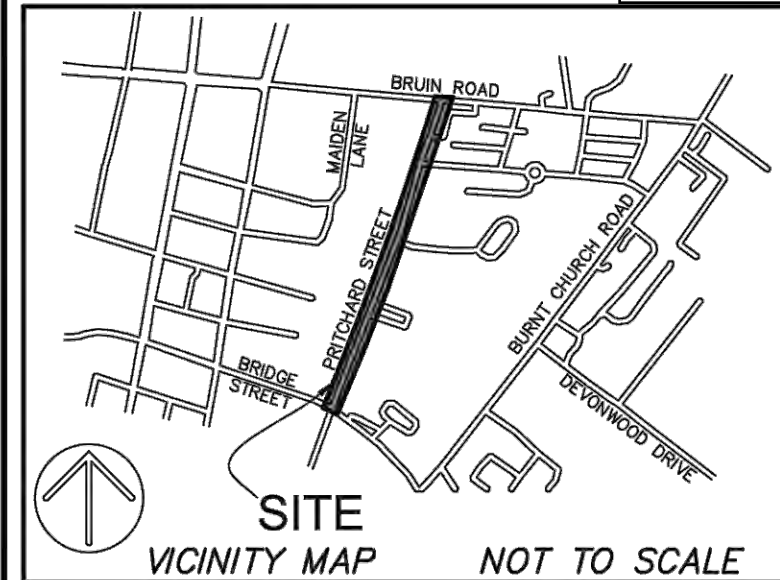 BRUIN ROAD
MAIDEN
LANE
PRITCHARD STREET
BURNT CHURCH ROAD
BRIDGE
STREET
DEVONWOOD DRIVE
SITE
VICINITY MAP NOT TO SCALE